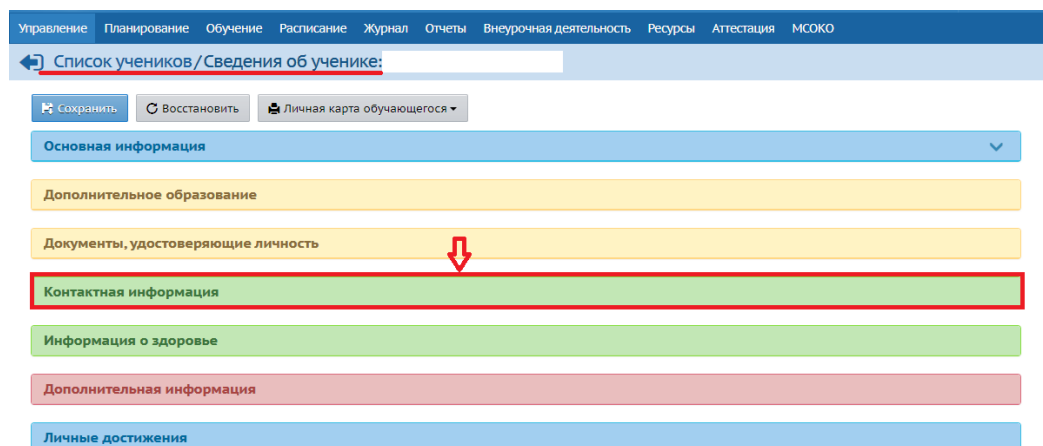 Управление Планирование Обучение Расписание Журнал Отчеты Внеурочная деятельность Ресурсы Аттестация МСОКО
Список учеников/Сведения об ученике:
Сохранить Восстановить Личная карта обучающегося
Основная информация
Дополнительное образование
Документы, удостоверяющие личность
Контактная информация
Информация о здоровье
Дополнительная информация
Личные достижения